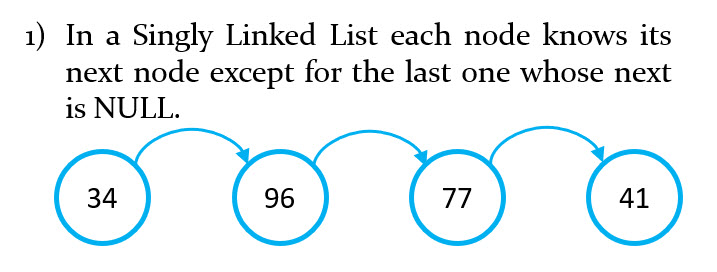 1) In a Singly Linked List each node knows its
next node except for the last one whose next
is NULL.
34 96 77 41